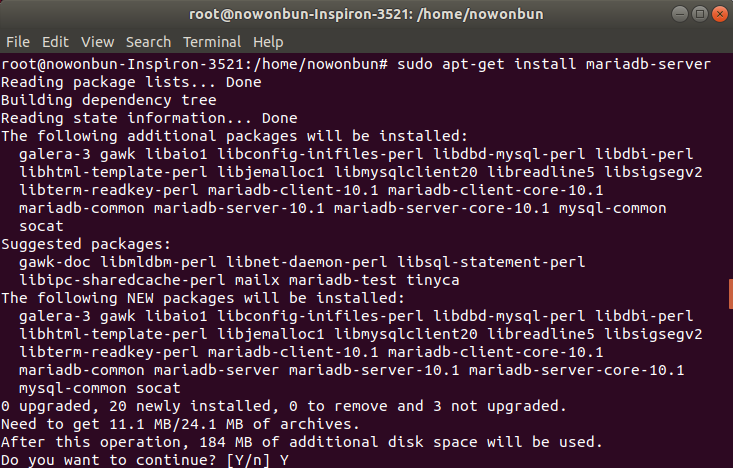 root@nowonbun-Inspiron-3521: /home/nowonbun
File Edit View Search Terminal Help
root@nowonbun-Inspiron-3521:/home/nowonbun# sudo apt-get install mariadb-server
Reading package lists... Done
Building dependency tree
Reading state information... Done
The following additional packages will be installed:
  galera-3 gawk libaio1 libconfig-inifiles-perl libdbd-mysql-perl libdbi-perl
  libhtml-template-perl libjemalloc1 libmysqlclient20 libreadline5 libsigsegv2
  libterm-readkey-perl mariadb-client-10.1 mariadb-client-core-10.1
  mariadb-common mariadb-server-10.1 mariadb-server-core-10.1 mysql-common
  socat
Suggested packages:
  gawk-doc libmldbm-perl libnet-daemon-perl libsql-statement-perl
  libipc-sharedcache-perl mailx mariadb-test tinyca
The following NEW packages will be installed:
  galera-3 gawk libaio1 libconfig-inifiles-perl libdbd-mysql-perl libdbi-perl
  libhtml-template-perl libjemalloc1 libmysqlclient20 libreadline5 libsigsegv2
  libterm-readkey-perl mariadb-client-10.1 mariadb-client-core-10.1
  mariadb-common mariadb-server mariadb-server-10.1 mariadb-server-core-10.1
  mysql-common socat
0 upgraded, 20 newly installed, 0 to remove and 3 not upgraded.
Need to get 11.1 MB/24.1 MB of archives.
After this operation, 184 MB of additional disk space will be used.
Do you want to continue? [Y/n] Y